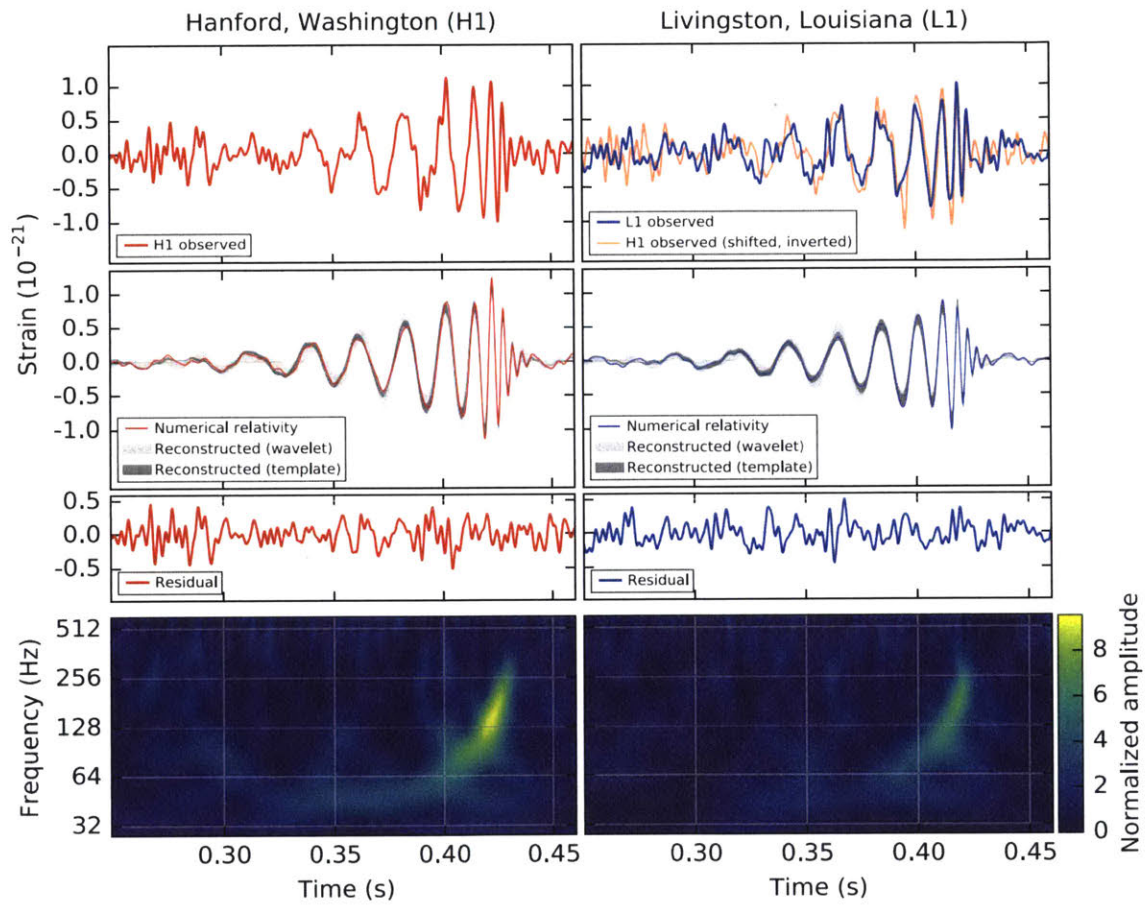 Hanford, Washington (H1)
Livingston, Louisiana (L1)
Strain (10⁻²¹)
1.0
0.5
0.0
-0.5
-1.0
H1 observed
L1 observed
H1 observed (shifted, inverted)
1.0
0.5
0.0
-0.5
-1.0
Numerical relativity
Reconstructed (wavelet)
Reconstructed (template)
Numerical relativity
Reconstructed (wavelet)
Reconstructed (template)
0.5
0.0
-0.5
Residual
Residual
Frequency (Hz)
512
256
128
64
32
0.30
0.35
0.40
0.45
Time (s)
0.30
0.35
0.40
0.45
Time (s)
8
6
4
2
0
Normalized amplitude